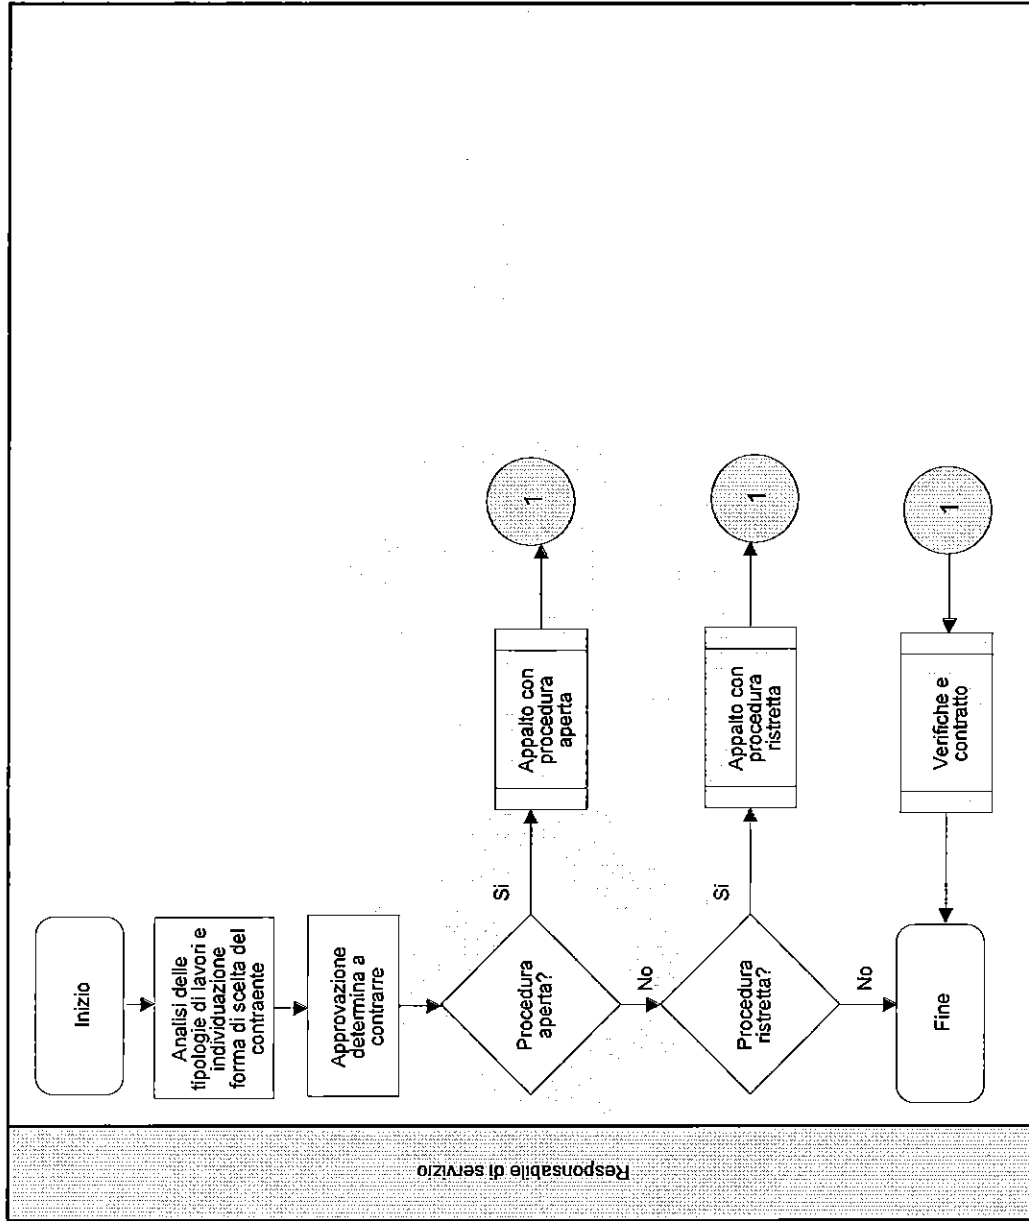 Responsabile di servizio
Inizio
Analisi delle
tipologie di lavori e
individuazione
forma di scelta del
contraente
Approvazione
determina a
contrarre
Procedura
aperta?
Si
Appalto con
procedura
aperta
1
No
Procedura
ristretta?
Si
Appalto con
procedura
ristretta
1
No
Fine
Verifiche e
contratto
1